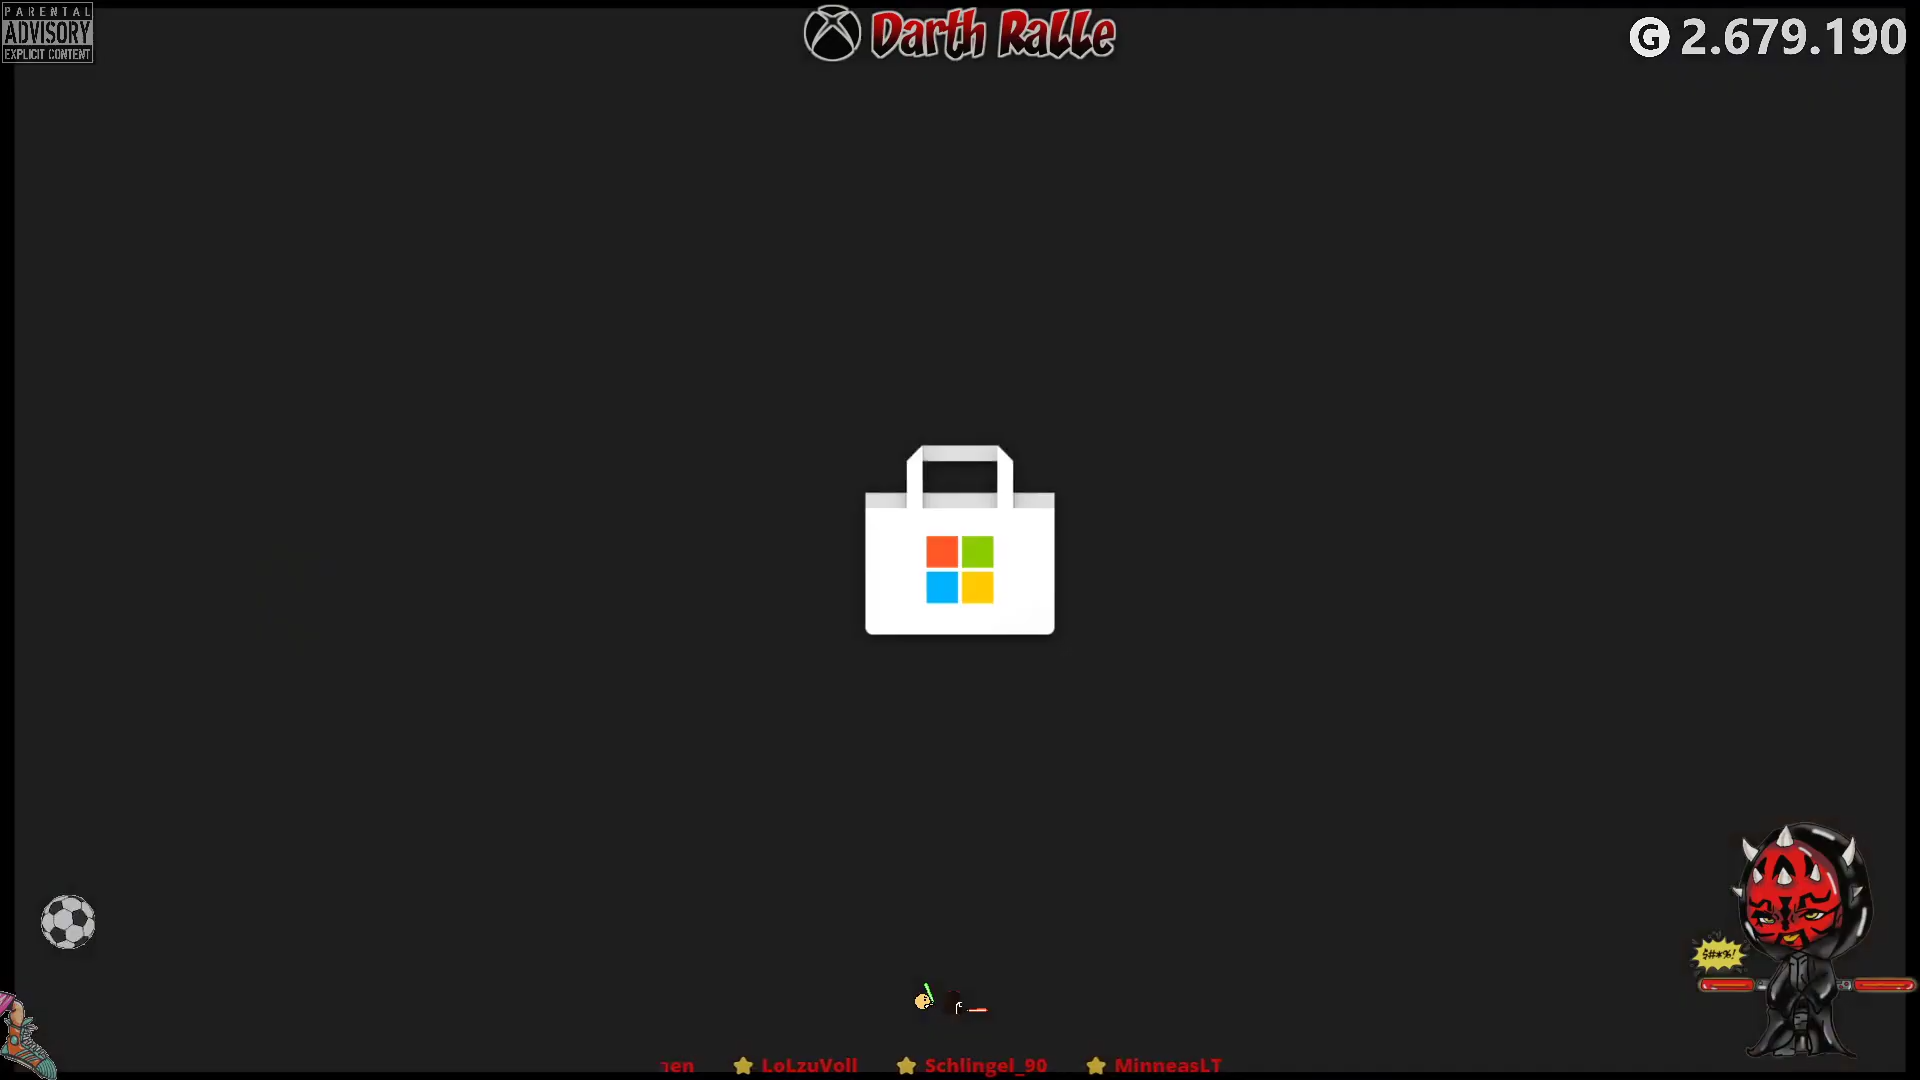 PARENTAL
ADVISORY
EXPLICIT CONTENT
Darth RaLLe
G 2.679.190
LoLzuVoll
Schlingel_90
MinneasLT